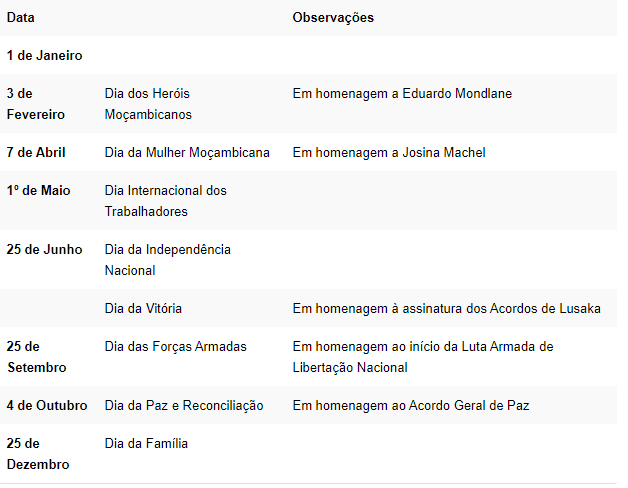 Data Observações
1 de Janeiro
3 de Fevereiro Dia dos Heróis Moçambicanos Em homenagem a Eduardo Mondlane
7 de Abril Dia da Mulher Moçambicana Em homenagem a Josina Machel
1º de Maio Dia Internacional dos Trabalhadores
25 de Junho Dia da Independência Nacional
Dia da Vitória Em homenagem à assinatura dos Acordos de Lusaka
25 de Setembro Dia das Forças Armadas Em homenagem ao início da Luta Armada de Libertação Nacional
4 de Outubro Dia da Paz e Reconciliação Em homenagem ao Acordo Geral de Paz
25 de Dezembro Dia da Família